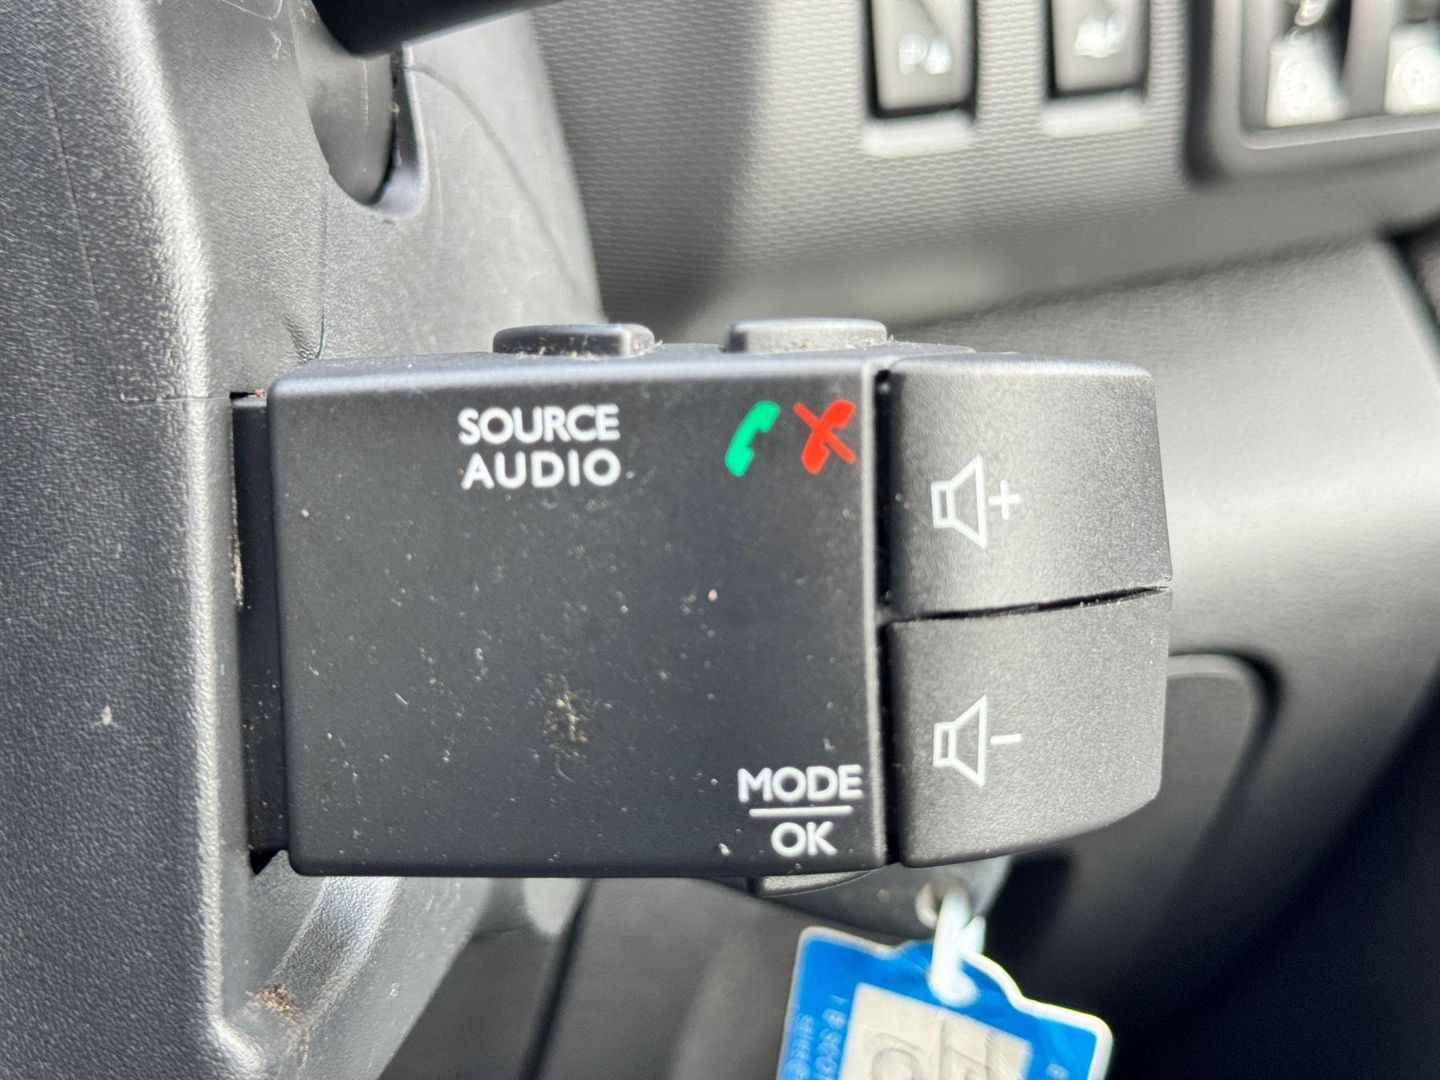 SOURCE
AUDIO
+
MODE
OK
-